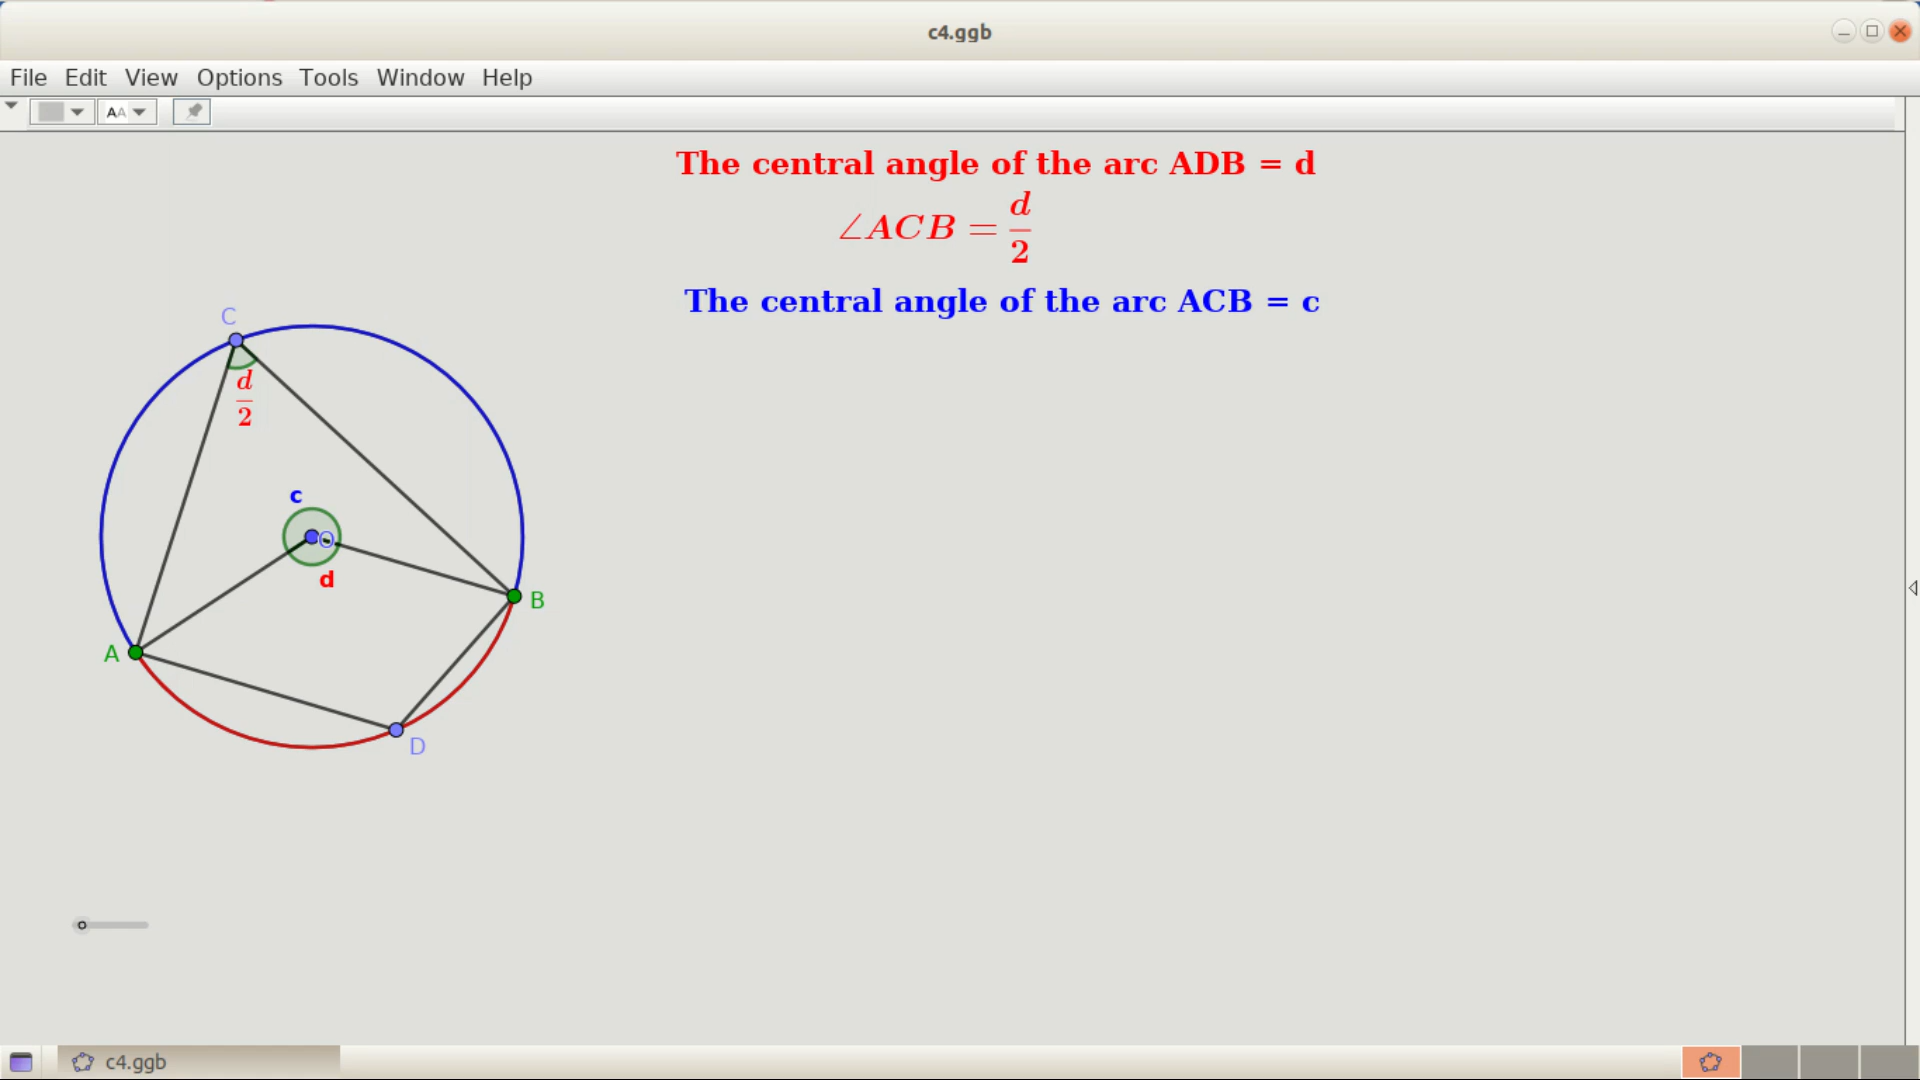 c4.ggb
File Edit View Options Tools Window Help
AA
The central angle of the arc ADB = d
∠ACB = d/2
The central angle of the arc ACB = c
C
d/2
c
O
d
B
A
D
c4.ggb